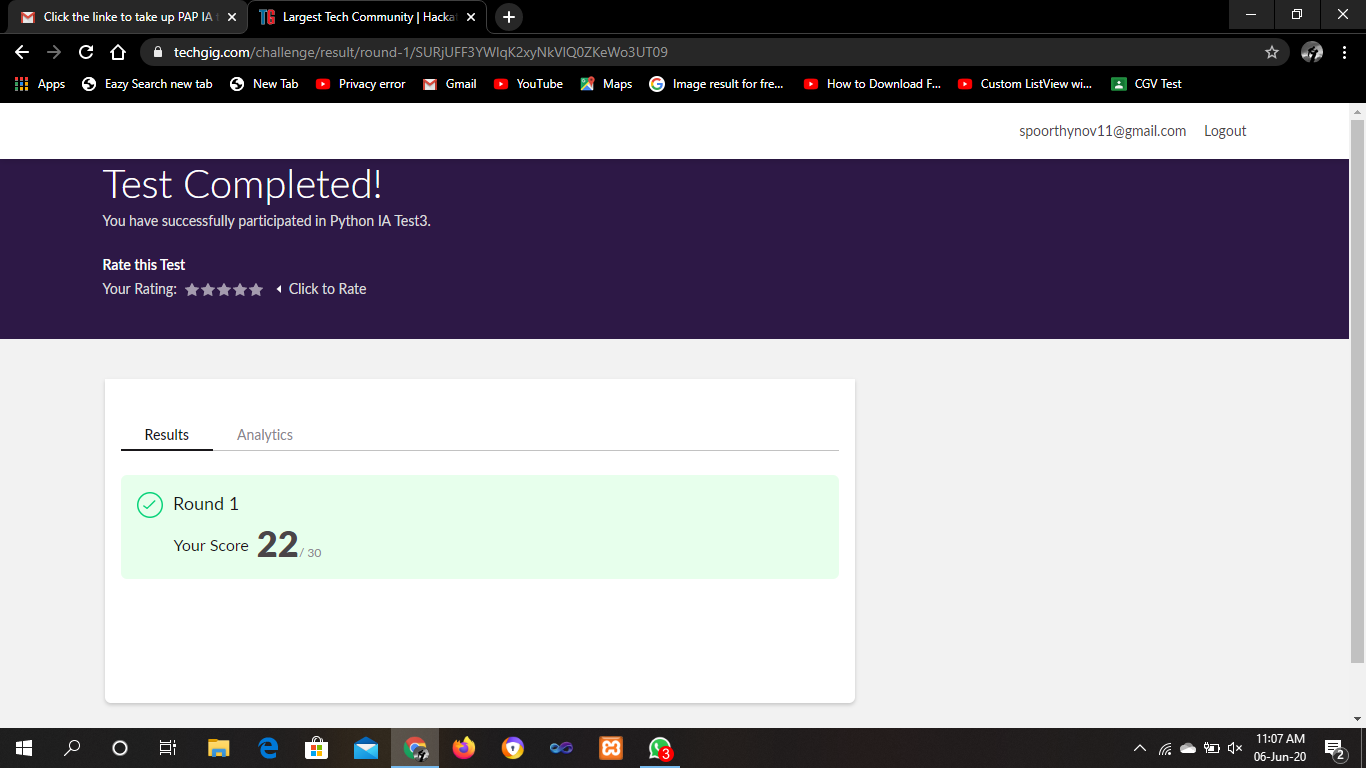 Click the linke to take up PAP IA
Largest Tech Community | Hacka
techgig.com/challenge/result/round-1/SURjUFF3YWlqK2xyNkVlQ0ZKeWo3UT09
Apps
Eazy Search new tab
New Tab
Privacy error
Gmail
YouTube
Maps
Image result for fre...
How to Download F...
Custom ListView wi...
CGV Test
spoorthynov11@gmail.com
Logout
Test Completed!
You have successfully participated in Python IA Test3.
Rate this Test
Your Rating:
Click to Rate
Results
Analytics
Round 1
Your Score 22 / 30
3
11:07 AM
06-Jun-20
2